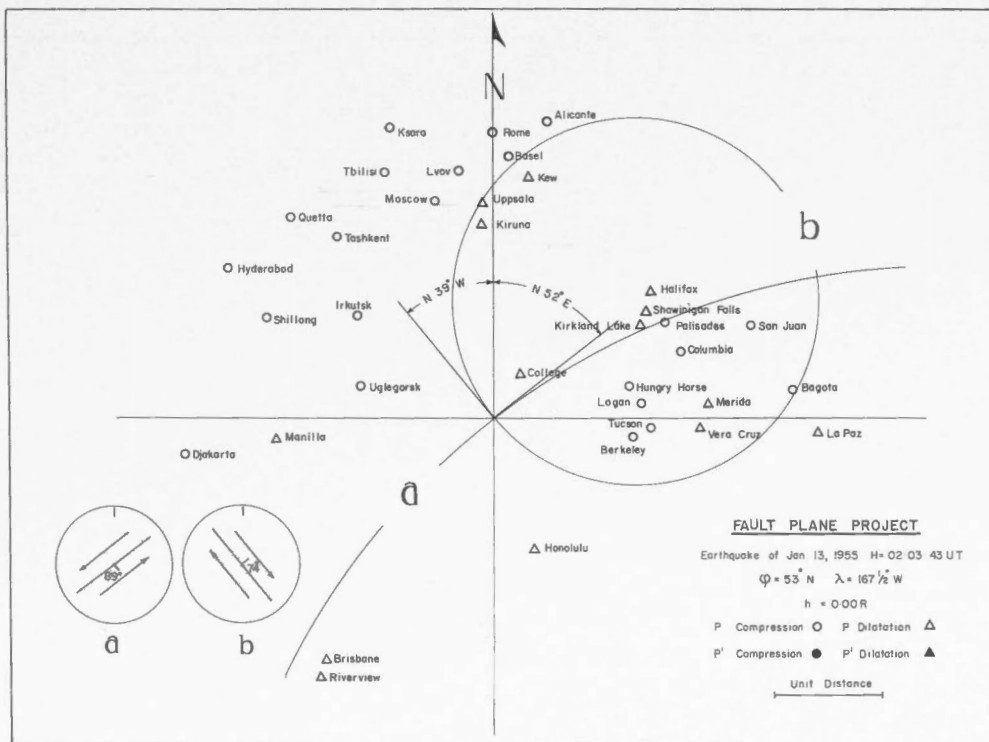 N
Alicante
Ksara
Rome
Basel
Tbilisi
Lvov
Kew
Moscow
Uppsala
Quetta
Kiruna
Tashkent
b
Hyderabad
N 39° W
N 52° E
Halifax
Irkutsk
Shawinigan Falls
Shillong
Kirkland Lake
Palisades
San Juan
Columbia
College
Uglegorsk
Hungry Horse
Bagota
Logan
Merida
Manilla
Tucson
Vera Cruz
La Paz
Djakarta
Berkeley
a
FAULT PLANE PROJECT
Honolulu
Earthquake of Jan 13, 1955 H= 02 03 43 UT
φ = 53° N λ = 167 ½° W
h = 0·00 R
89°
74°
P Compression P Dilatation
a b
P' Compression P' Dilatation
Brisbane
Riverview
Unit Distance